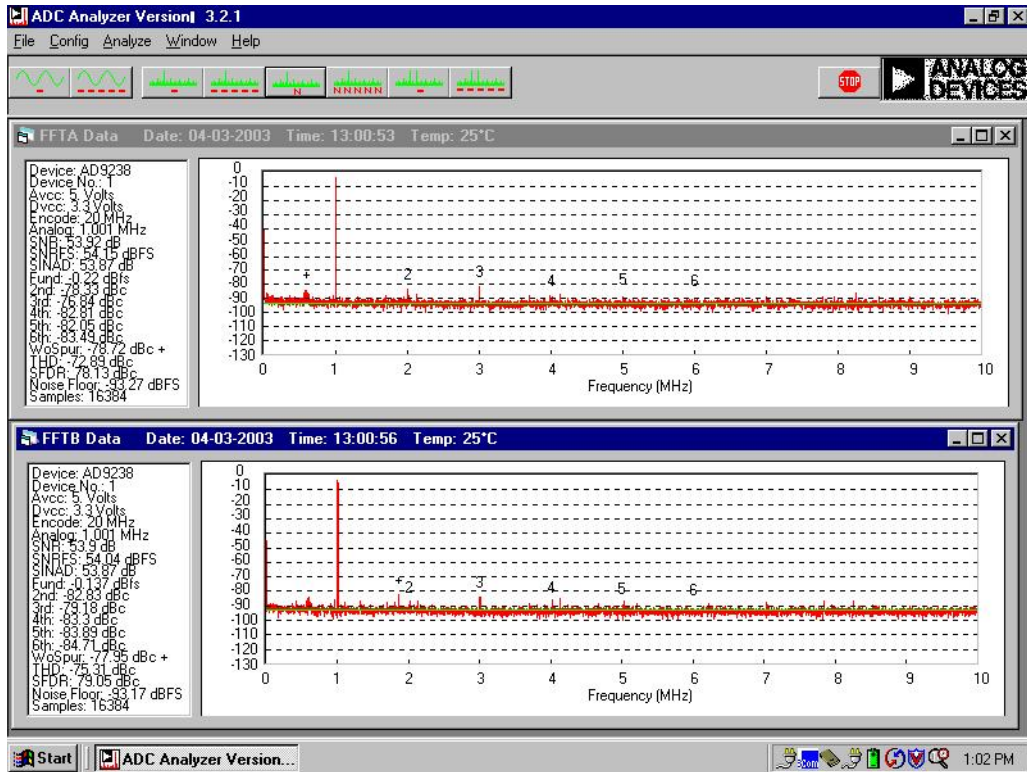 ADC Analyzer Version 3.2.1
File Config Analyze Window Help
N NNNNN
STOP
ANALOG
DEVICES
FFTA Data Date: 04-03-2003 Time: 13:00:53 Temp: 25°C
Device: AD9238
Device No.: 1
Avcc: 5. Volts
Dvcc: 3.3 Volts
Encode: 20 MHz
Analog: 1.001 MHz
SNR: 53.92 dB
SNRFS: 54.15 dBFS
SINAD: 53.87 dB
Fund: -0.22 dBfs
2nd: -78.33 dBc
3rd: -76.84 dBc
4th: -82.81 dBc
5th: -82.05 dBc
6th: -83.49 dBc
WoSpur: -78.72 dBc +
THD: -72.89 dBc
SFDR: 78.13 dBc
Noise Floor: -93.27 dBFS
Samples: 16384
0
-10
-20
-30
-40
-50
-60
-70
-80
-90
-100
-110
-120
-130
+ 2 3 4 5 6
0 1 2 3 4 5 6 7 8 9 10
Frequency (MHz)
FFTB Data Date: 04-03-2003 Time: 13:00:56 Temp: 25°C
Device: AD9238
Device No.: 1
Avcc: 5. Volts
Dvcc: 3.3 Volts
Encode: 20 MHz
Analog: 1.001 MHz
SNR: 53.9 dB
SNRFS: 54.04 dBFS
SINAD: 53.87 dB
Fund: -0.137 dBfs
2nd: -82.83 dBc
3rd: -79.18 dBc
4th: -83.3 dBc
5th: -83.89 dBc
6th: -84.71 dBc
WoSpur: -77.95 dBc +
THD: -75.31 dBc
SFDR: 79.05 dBc
Noise Floor: -93.17 dBFS
Samples: 16384
0
-10
-20
-30
-40
-50
-60
-70
-80
-90
-100
-110
-120
-130
+ 2 3 4 5 6
0 1 2 3 4 5 6 7 8 9 10
Frequency (MHz)
Start ADC Analyzer Version... 3com 1:02 PM